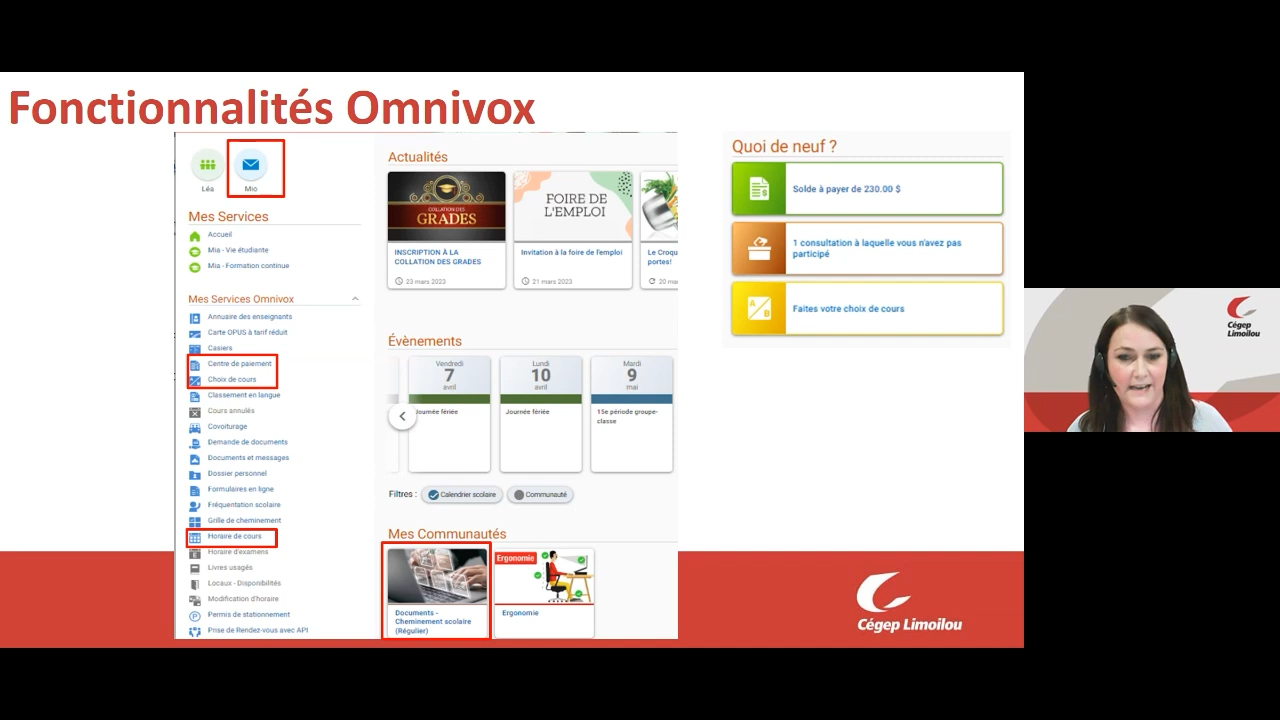 Fonctionnalités Omnivox
Léa
Mio
Mes Services
Accueil
Mia - Vie étudiante
Mia - Formation continue
Mes Services Omnivox
Annuaire des enseignants
Carte OPUS à tarif réduit
Casiers
Centre de paiement
Choix de cours
Classement en langue
Cours annulés
Covoiturage
Demande de documents
Documents et messages
Dossier personnel
Formulaires en ligne
Fréquentation scolaire
Grille de cheminement
Horaire de cours
Horaire d'examens
Livres usagés
Locaux - Disponibilités
Modification d'horaire
Permis de stationnement
Prise de Rendez-vous avec API
Actualités
COLLATION DES
GRADES
INSCRIPTION À LA
COLLATION DES GRADES
23 mars 2023
FOIRE DE
L'EMPLOI
Invitation à la foire de l'emploi
21 mars 2023
Le Croqu
portes!
20 ma
Évènements
Vendredi
7
avril
Journée fériée
Lundi
10
avril
Journée fériée
Mardi
9
mai
15e période groupe-
classe
Filtres :
Calendrier scolaire
Communauté
Mes Communautés
Documents -
Cheminement scolaire
(Régulier)
Ergonomie
Ergonomie
Quoi de neuf ?
Solde à payer de 230.00 $
1 consultation à laquelle vous n'avez pas
participé
A
B
Faites votre choix de cours
Cégep Limoilou
Cégep
Limoilou